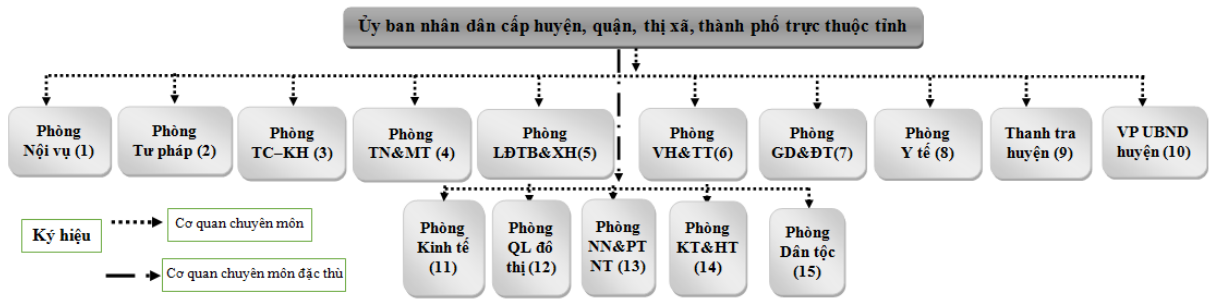 Ủy ban nhân dân cấp huyện, quận, thị xã, thành phố trực thuộc tỉnh
Phòng
Nội vụ (1)
Phòng
Tư pháp (2)
Phòng
TC–KH (3)
Phòng
TN&MT (4)
Phòng
LĐTB&XH(5)
Phòng
VH&TT(6)
Phòng
GD&ĐT(7)
Phòng
Y tế (8)
Thanh tra
huyện (9)
VP UBND
huyện (10)
Phòng
Kinh tế
(11)
Phòng
QL đô
thị (12)
Phòng
NN&PT
NT (13)
Phòng
KT&HT
(14)
Phòng
Dân tộc
(15)
Ký hiệu
Cơ quan chuyên môn
Cơ quan chuyên môn đặc thù